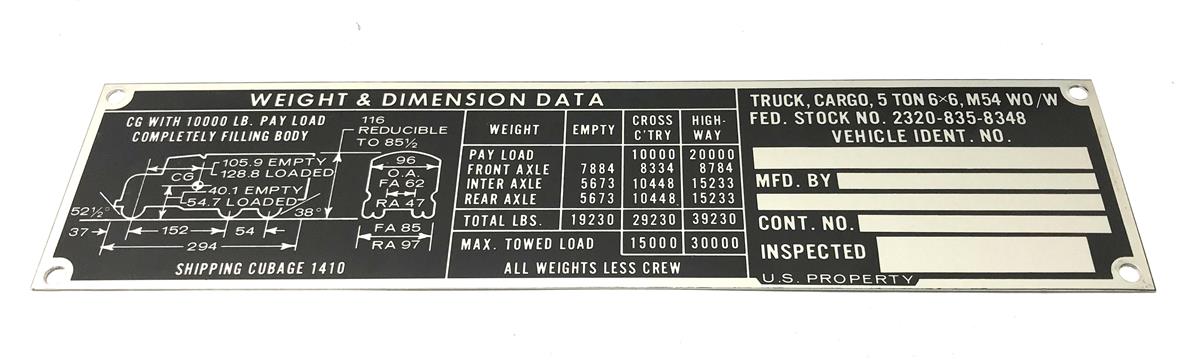 WEIGHT & DIMENSION DATA
CG WITH 10000 LB. PAY LOAD
COMPLETELY FILLING BODY
116
REDUCIBLE
TO 85½
105.9 EMPTY
128.8 LOADED
CG
40.1 EMPTY
54.7 LOADED
96
O.A.
FA 62
RA 47
52½°
38°
37
152
54
294
FA 85
RA 97
SHIPPING CUBAGE 1410
WEIGHT EMPTY CROSS C'TRY HIGH-WAY
PAY LOAD 10000 20000
FRONT AXLE 7884 8334 8784
INTER AXLE 5673 10448 15233
REAR AXLE 5673 10448 15233
TOTAL LBS. 19230 29230 39230
MAX. TOWED LOAD 15000 30000
ALL WEIGHTS LESS CREW
TRUCK, CARGO, 5 TON 6×6, M54 WO/W
FED. STOCK NO. 2320-835-8348
VEHICLE IDENT. NO.
MFD. BY
CONT. NO.
INSPECTED
U.S. PROPERTY